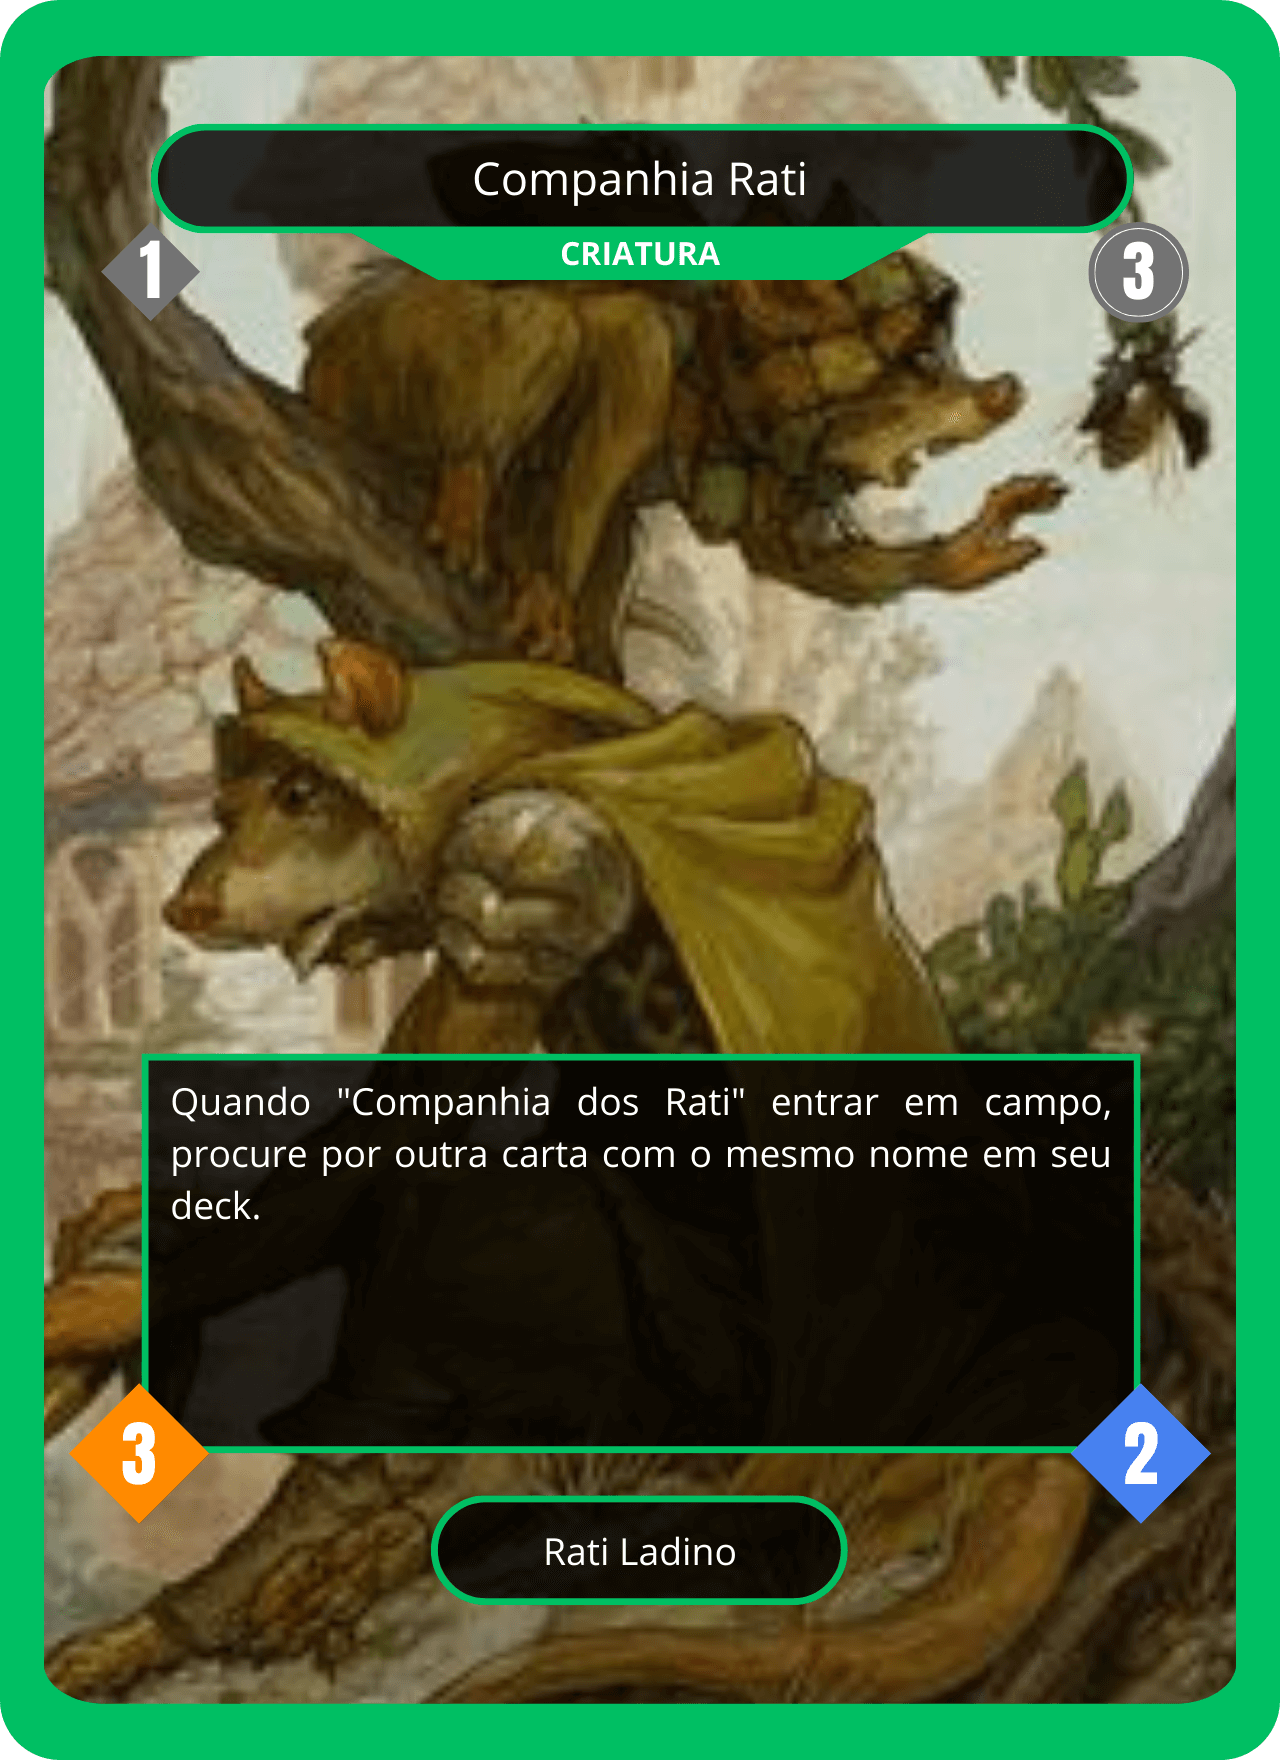 Companhia Rati
CRIATURA
1
3
Quando "Companhia dos Rati" entrar em campo,
procure por outra carta com o mesmo nome em seu
deck.
3
2
Rati Ladino